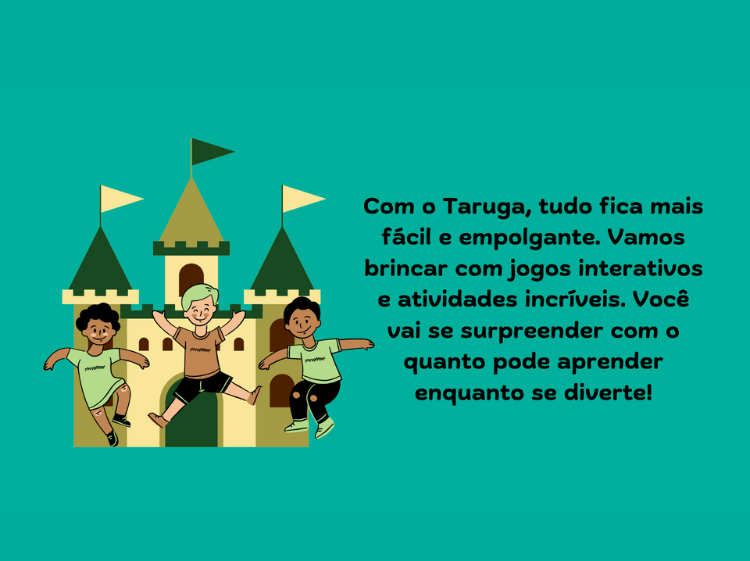 Com o Taruga, tudo fica mais
fácil e empolgante. Vamos
brincar com jogos interativos
e atividades incríveis. Você
vai se surpreender com o
quanto pode aprender
enquanto se diverte!